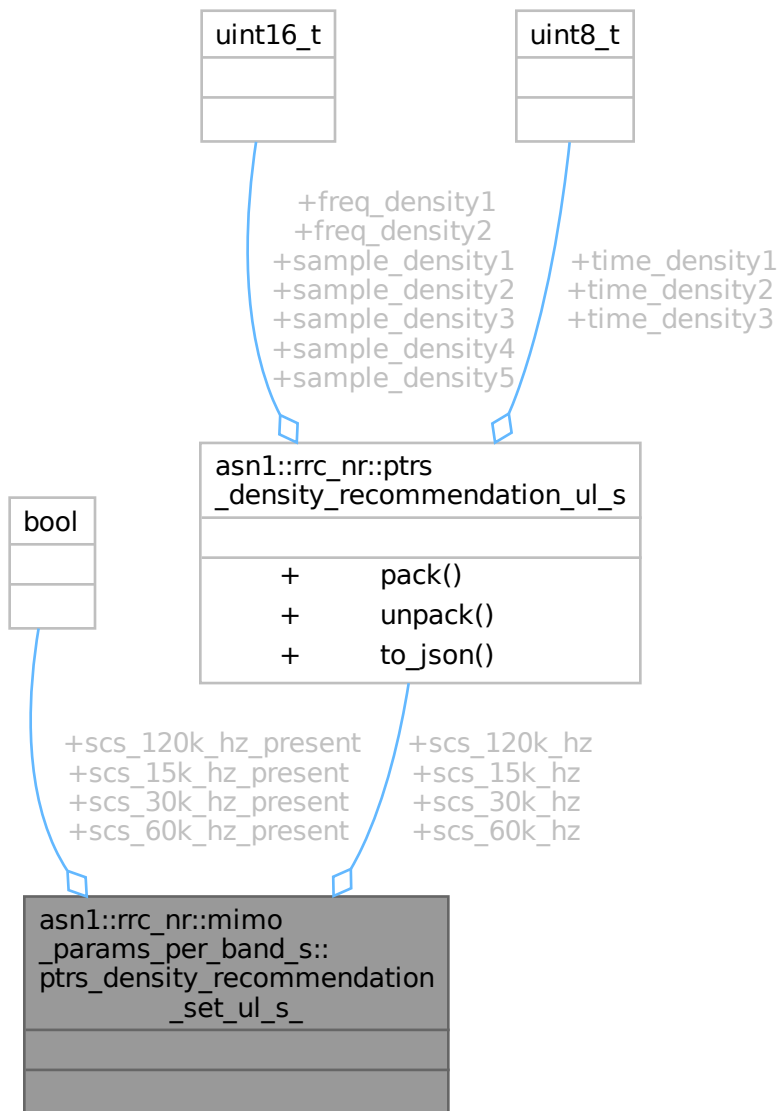 uint16_t
uint8_t
+freq_density1
+freq_density2
+sample_density1
+sample_density2
+sample_density3
+sample_density4
+sample_density5
+time_density1
+time_density2
+time_density3
asn1::rrc_nr::ptrs
_density_recommendation_ul_s
+ pack()
+ unpack()
+ to_json()
bool
+scs_120k_hz_present
+scs_15k_hz_present
+scs_30k_hz_present
+scs_60k_hz_present
+scs_120k_hz
+scs_15k_hz
+scs_30k_hz
+scs_60k_hz
asn1::rrc_nr::mimo
_params_per_band_s::
ptrs_density_recommendation
_set_ul_s_